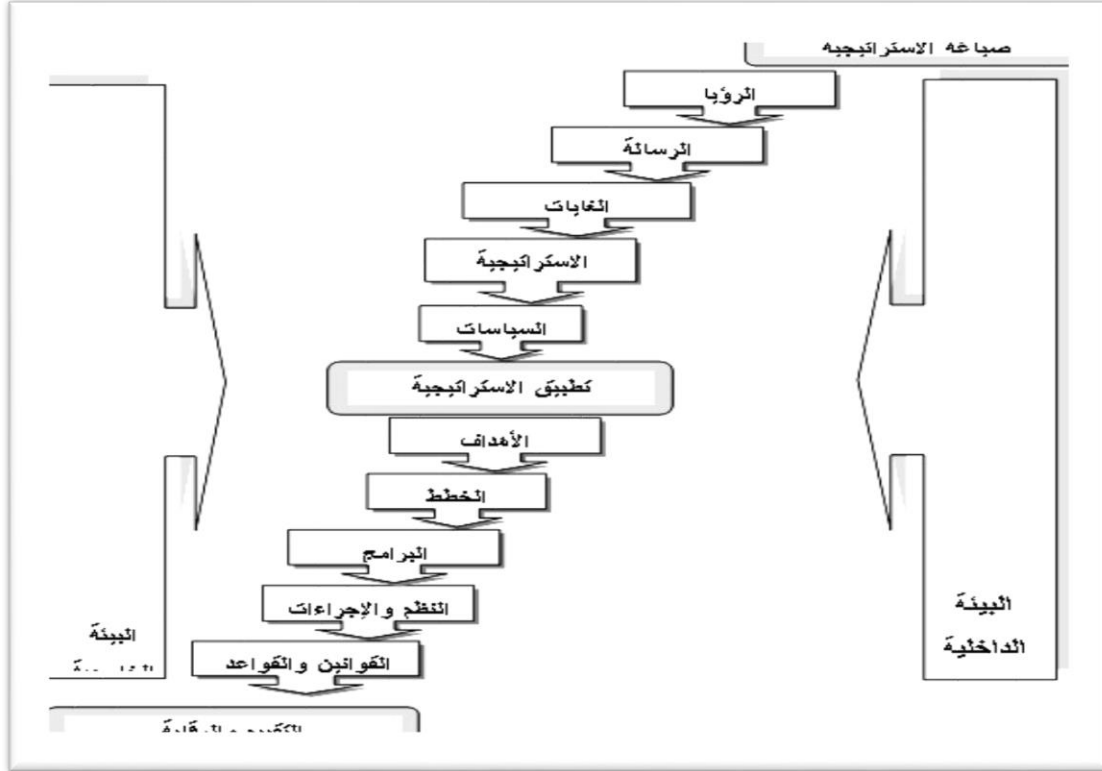 صياغة الاستراتيجية
الرؤيا
الرسالة
الغايات
الاستراتيجية
السياسات
تطبيق الاستراتيجية
الأهداف
الخطط
البرامج
النظم والإجراءات
القوانين والقواعد
البيئة
الداخلية
البيئة